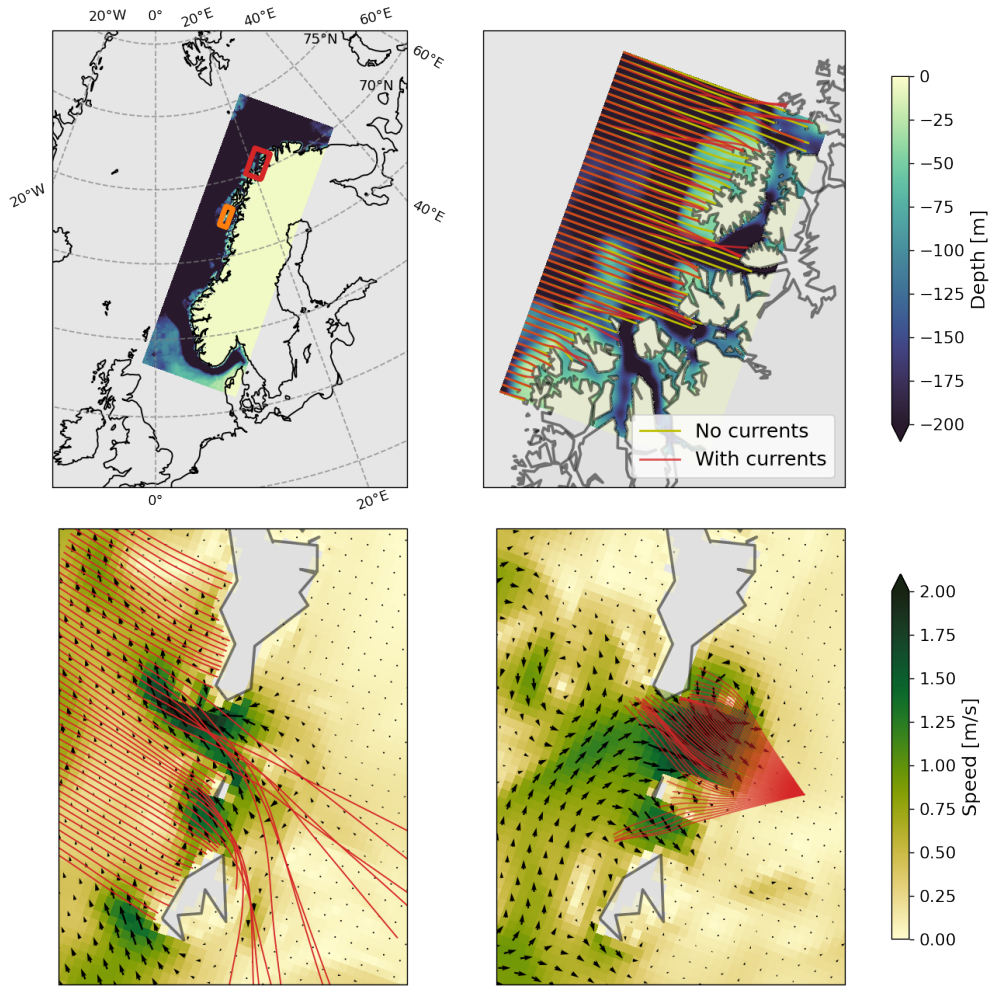 20°W 0° 20°E 40°E 60°E
75°N
60°E
70°N
20°W
40°E
0° 20°E
No currents
With currents
0
−25
−50
−75
−100
−125
−150
−175
−200
Depth [m]
2.00
1.75
1.50
1.25
1.00
0.75
0.50
0.25
0.00
Speed [m/s]